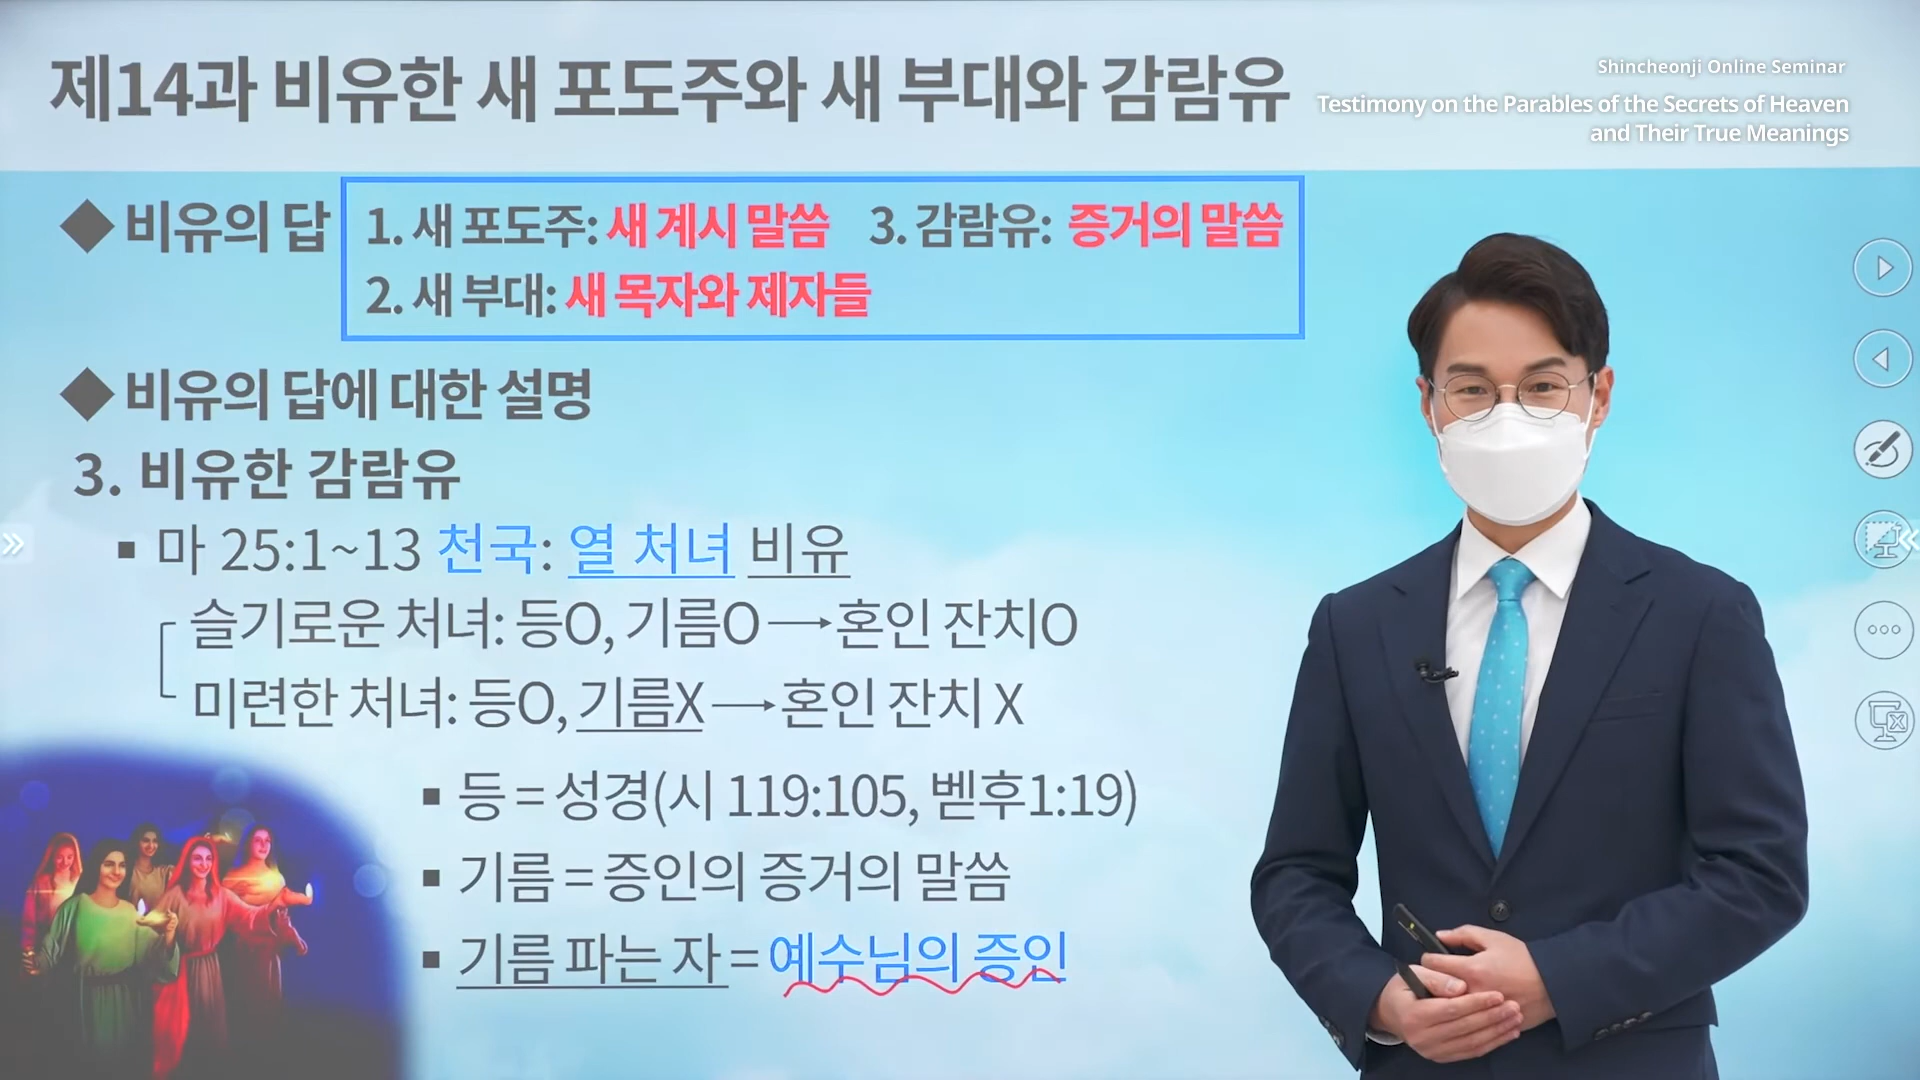 제14과 비유한 새 포도주와 새 부대와 감람유
Shincheonji Online Seminar
Testimony on the Parables of the Secrets of Heaven
and Their True Meanings
◆비유의 답
1. 새 포도주: 새 계시 말씀 3. 감람유: 증거의 말씀
2. 새 부대: 새 목자와 제자들
◆비유의 답에 대한 설명
3. 비유한 감람유
▪ 마 25:1~13 천국: 열 처녀 비유
슬기로운 처녀: 등O, 기름O → 혼인 잔치O
미련한 처녀: 등O, 기름X → 혼인 잔치 X
▪ 등 = 성경(시 119:105, 벧후1:19)
▪ 기름 = 증인의 증거의 말씀
▪ 기름 파는 자 = 예수님의 증인